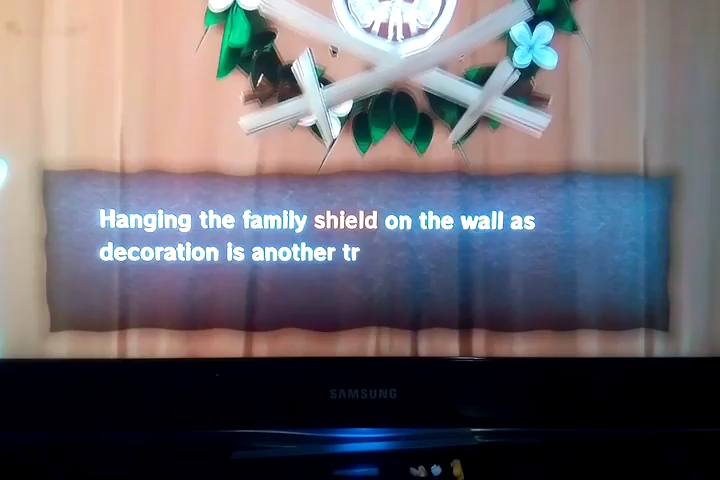 Hanging the family shield on the wall as
decoration is another tr
SAMSUNG